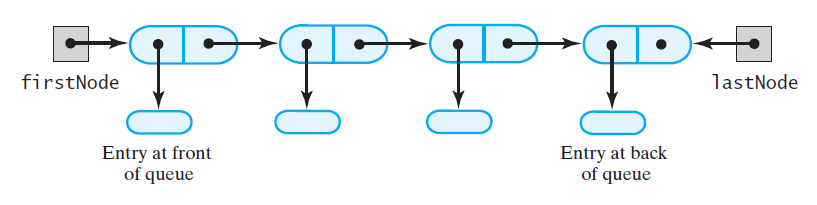 firstNode
lastNode
Entry at front
of queue
Entry at back
of queue